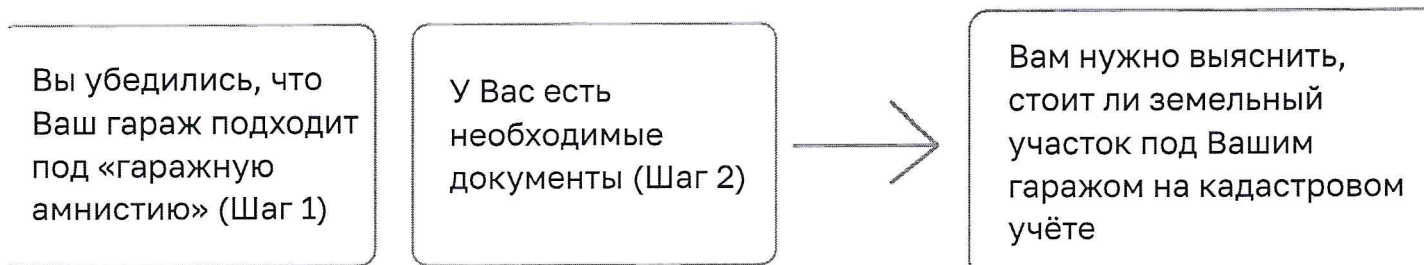 Вы убедились, что
Ваш гараж подходит
под «гаражную
амнистию» (Шаг 1)
У Вас есть
необходимые
документы (Шаг 2)
Вам нужно выяснить,
стоит ли земельный
участок под Вашим
гаражом на кадастровом
учёте